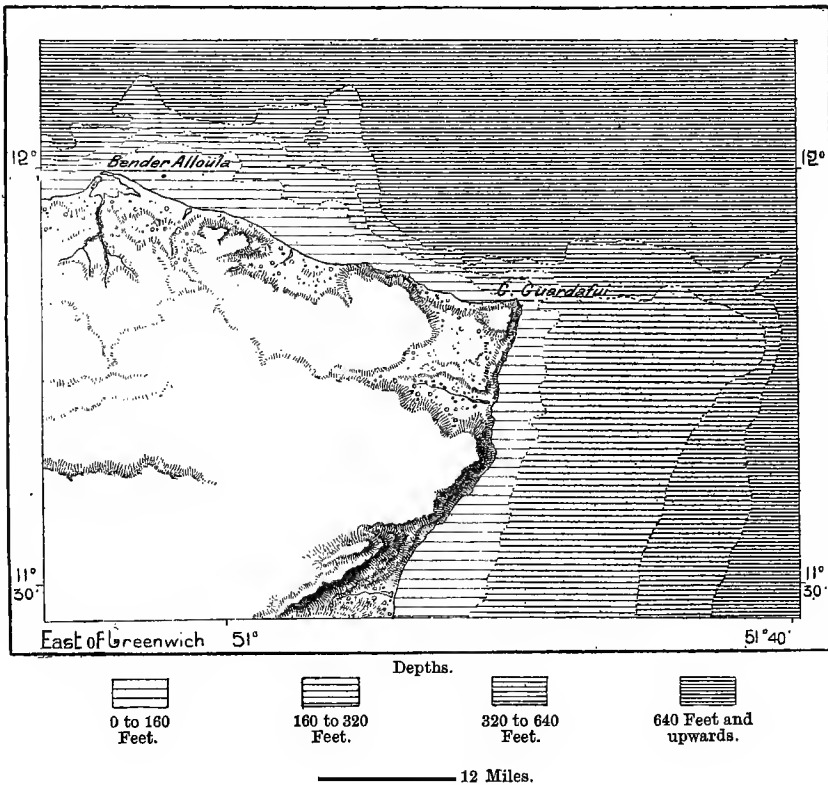 12°
12°
Bender Alloula
C. Guardafui
11°
30'
11°
30'
East of Greenwich 51°
51°40'
Depths.
0 to 160
Feet.
160 to 320
Feet.
320 to 640
Feet.
640 Feet and
upwards.
12 Miles.